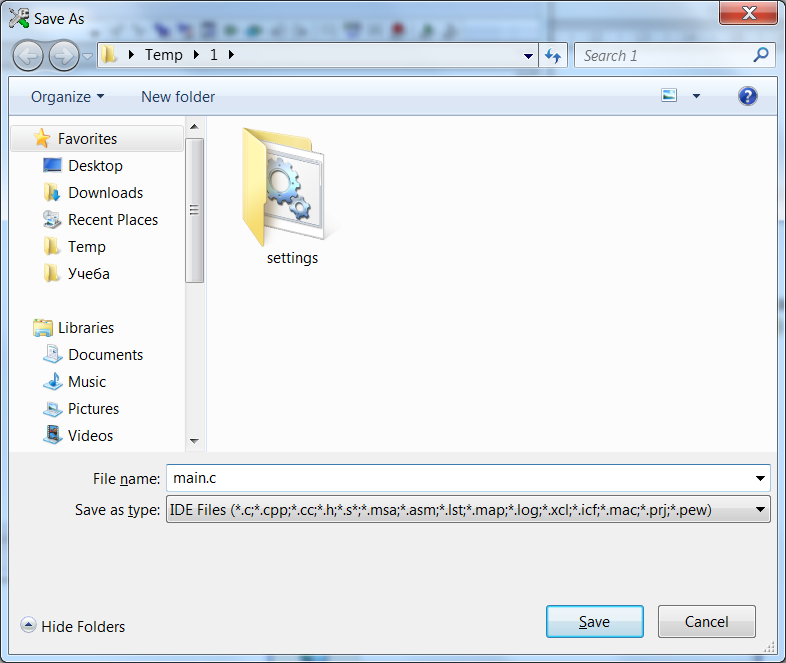 Save As
Temp 1
Search 1
Organize New folder
?
Favorites
Desktop
Downloads
Recent Places
Temp
Учеба
Libraries
Documents
Music
Pictures
Videos
settings
File name: main.c
Save as type: IDE Files (*.c;*.cpp;*.cc;*.h;*.s*;*.msa;*.asm;*.lst;*.map;*.log;*.xcl;*.icf;*.mac;*.prj;*.pew)
Hide Folders
Save Cancel